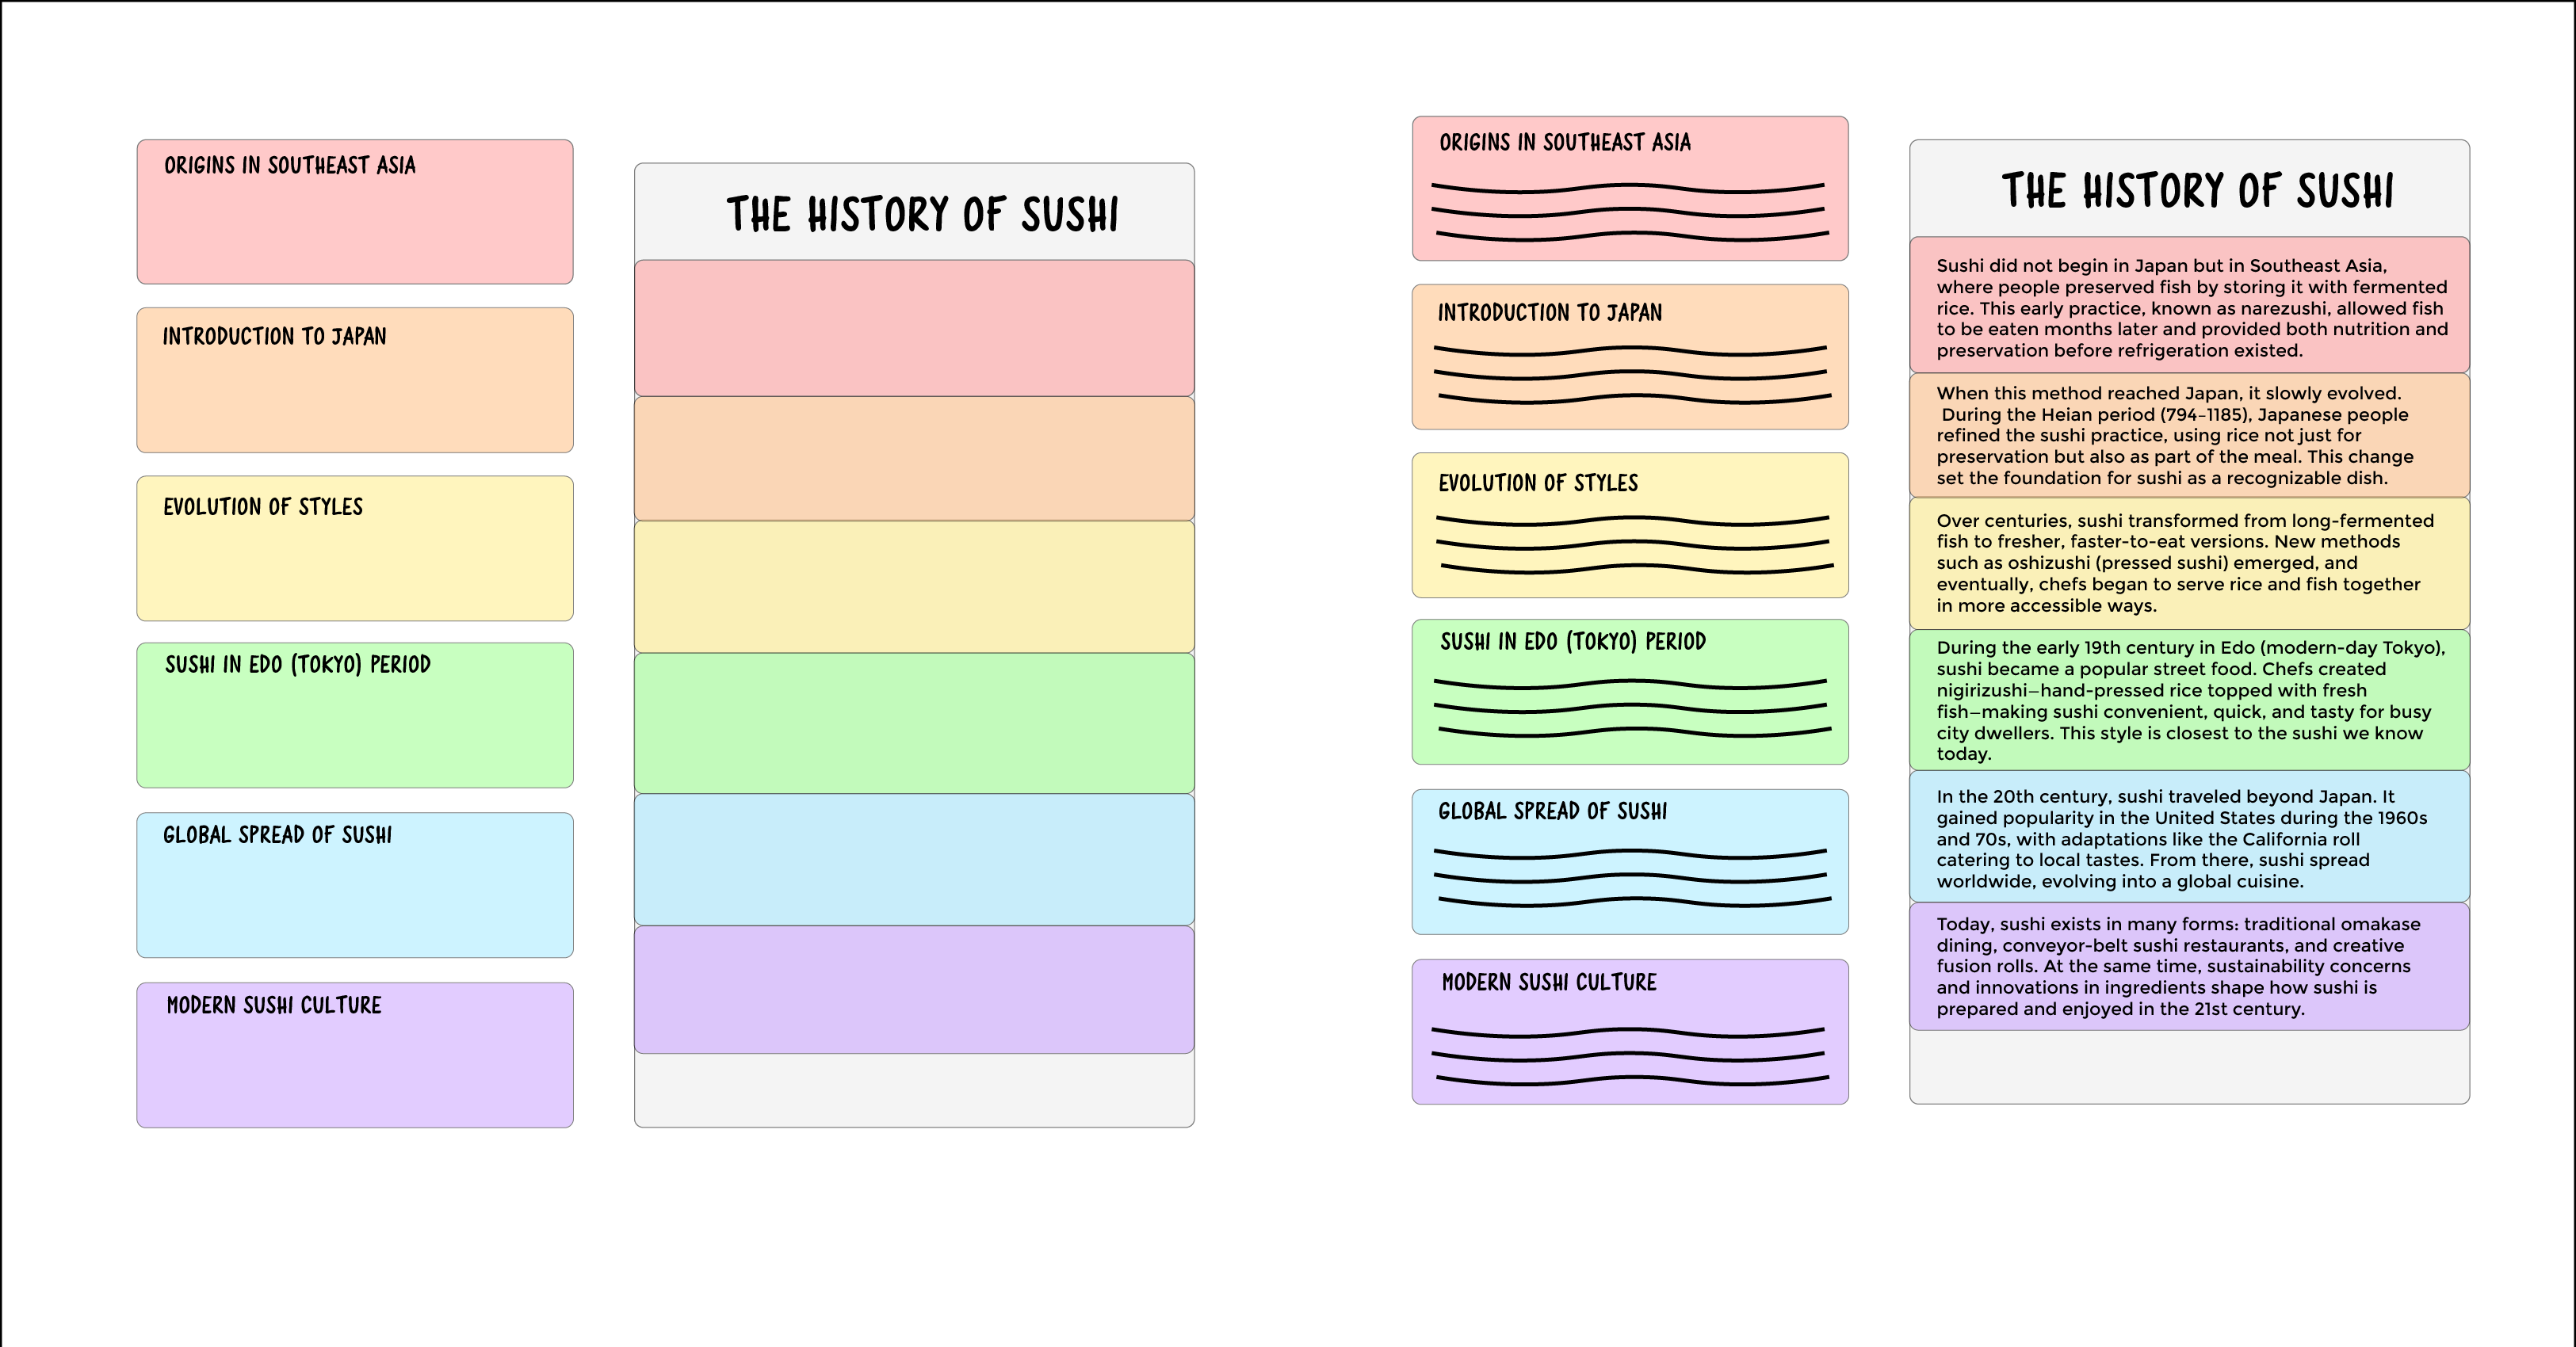 ORIGINS IN SOUTHEAST ASIA
INTRODUCTION TO JAPAN
EVOLUTION OF STYLES
SUSHI IN EDO (TOKYO) PERIOD
GLOBAL SPREAD OF SUSHI
MODERN SUSHI CULTURE
THE HISTORY OF SUSHI
ORIGINS IN SOUTHEAST ASIA
INTRODUCTION TO JAPAN
EVOLUTION OF STYLES
SUSHI IN EDO (TOKYO) PERIOD
GLOBAL SPREAD OF SUSHI
MODERN SUSHI CULTURE
THE HISTORY OF SUSHI
Sushi did not begin in Japan but in Southeast Asia,
where people preserved fish by storing it with fermented
rice. This early practice, known as narezushi, allowed fish
to be eaten months later and provided both nutrition and
preservation before refrigeration existed.
When this method reached Japan, it slowly evolved.
During the Heian period (794–1185), Japanese people
refined the sushi practice, using rice not just for
preservation but also as part of the meal. This change
set the foundation for sushi as a recognizable dish.
Over centuries, sushi transformed from long-fermented
fish to fresher, faster-to-eat versions. New methods
such as oshizushi (pressed sushi) emerged, and
eventually, chefs began to serve rice and fish together
in more accessible ways.
During the early 19th century in Edo (modern-day Tokyo),
sushi became a popular street food. Chefs created
nigirizushi—hand-pressed rice topped with fresh
fish—making sushi convenient, quick, and tasty for busy
city dwellers. This style is closest to the sushi we know
today.
In the 20th century, sushi traveled beyond Japan. It
gained popularity in the United States during the 1960s
and 70s, with adaptations like the California roll
catering to local tastes. From there, sushi spread
worldwide, evolving into a global cuisine.
Today, sushi exists in many forms: traditional omakase
dining, conveyor-belt sushi restaurants, and creative
fusion rolls. At the same time, sustainability concerns
and innovations in ingredients shape how sushi is
prepared and enjoyed in the 21st century.